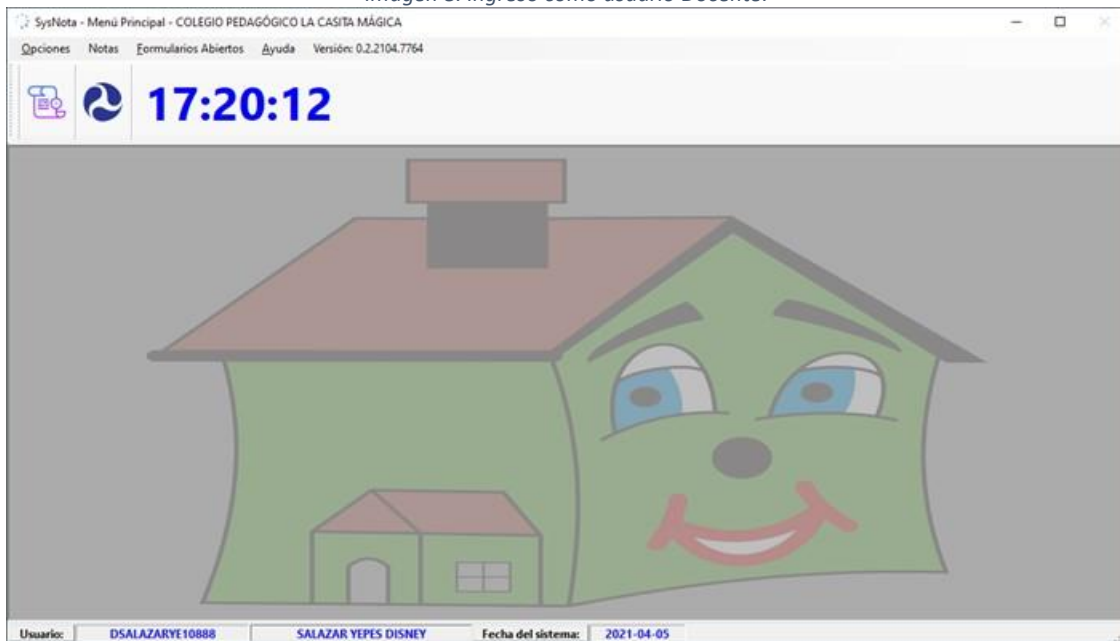 Imagen 3. Ingreso como usuario Docente.
SysNota - Menú Principal - COLEGIO PEDAGÓGICO LA CASITA MÁGICA
Opciones Notas Formularios Abiertos Ayuda Versión: 0.2.2104.7764
17:20:12
Usuario: DSALAZARYE10888 SALAZAR YEPES DISNEY Fecha del sistema: 2021-04-05